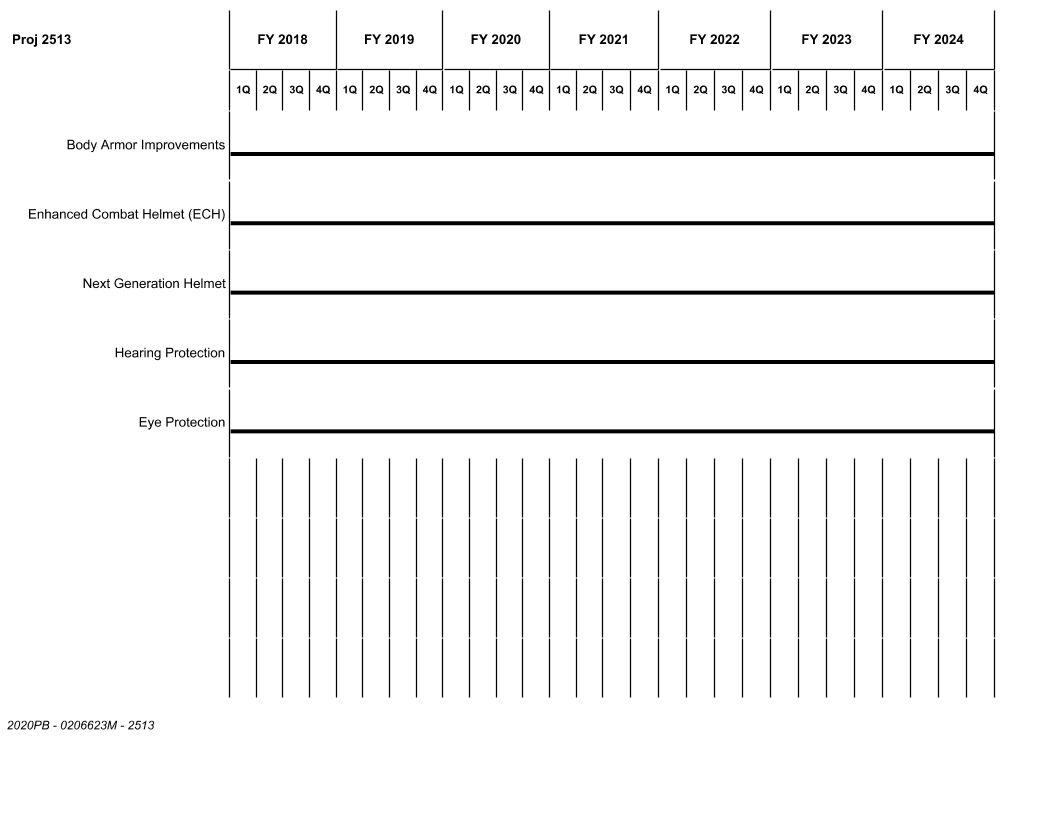 Proj 2513 FY 2018 FY 2019 FY 2020 FY 2021 FY 2022 FY 2023 FY 2024
1Q 2Q 3Q 4Q 1Q 2Q 3Q 4Q 1Q 2Q 3Q 4Q 1Q 2Q 3Q 4Q 1Q 2Q 3Q 4Q 1Q 2Q 3Q 4Q 1Q 2Q 3Q 4Q
Body Armor Improvements
Enhanced Combat Helmet (ECH)
Next Generation Helmet
Hearing Protection
Eye Protection
2020PB - 0206623M - 2513